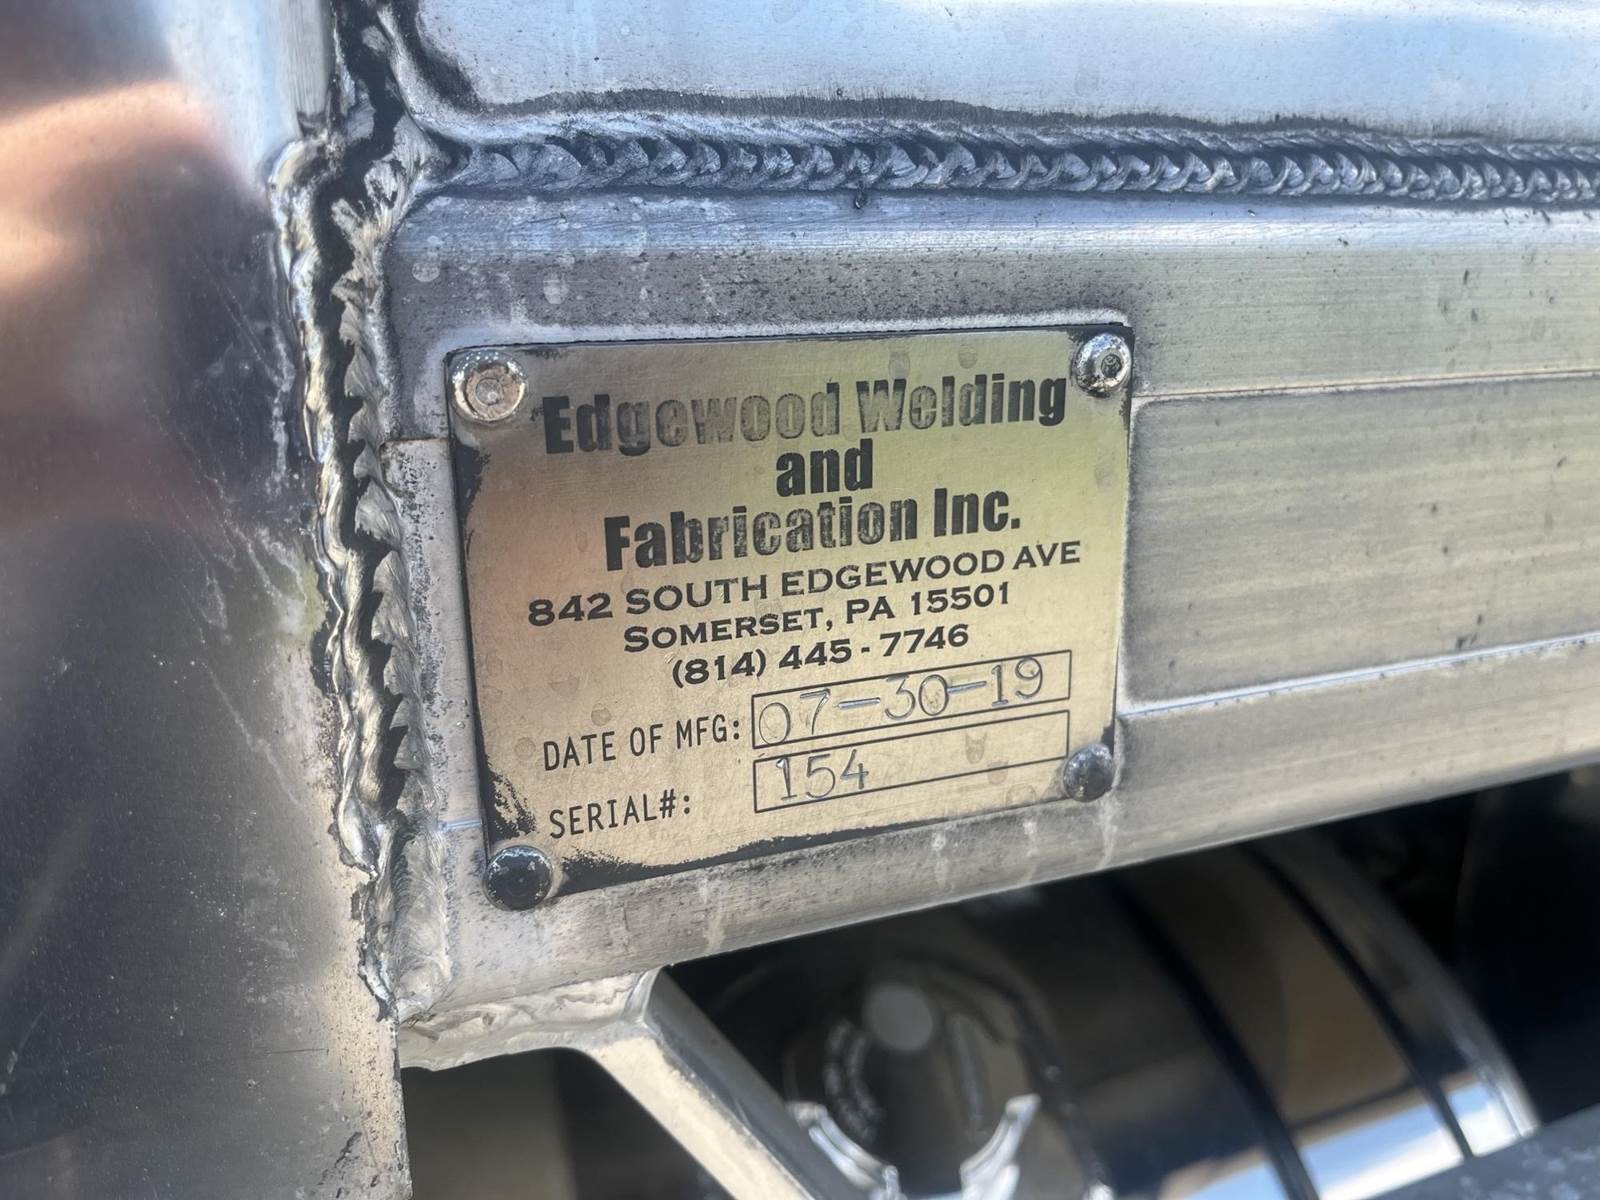 Edgewood Welding
and
Fabrication Inc.
842 SOUTH EDGEWOOD AVE
SOMERSET, PA 15501
(814) 445 - 7746
DATE OF MFG: 07-30-19
SERIAL#: 154